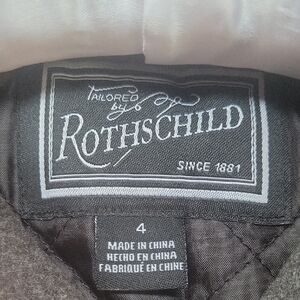 TAILORED
by
ROTHSCHILD
SINCE 1881
4
MADE IN CHINA
HECHO EN CHINA
FABRIQUÉ EN CHINE